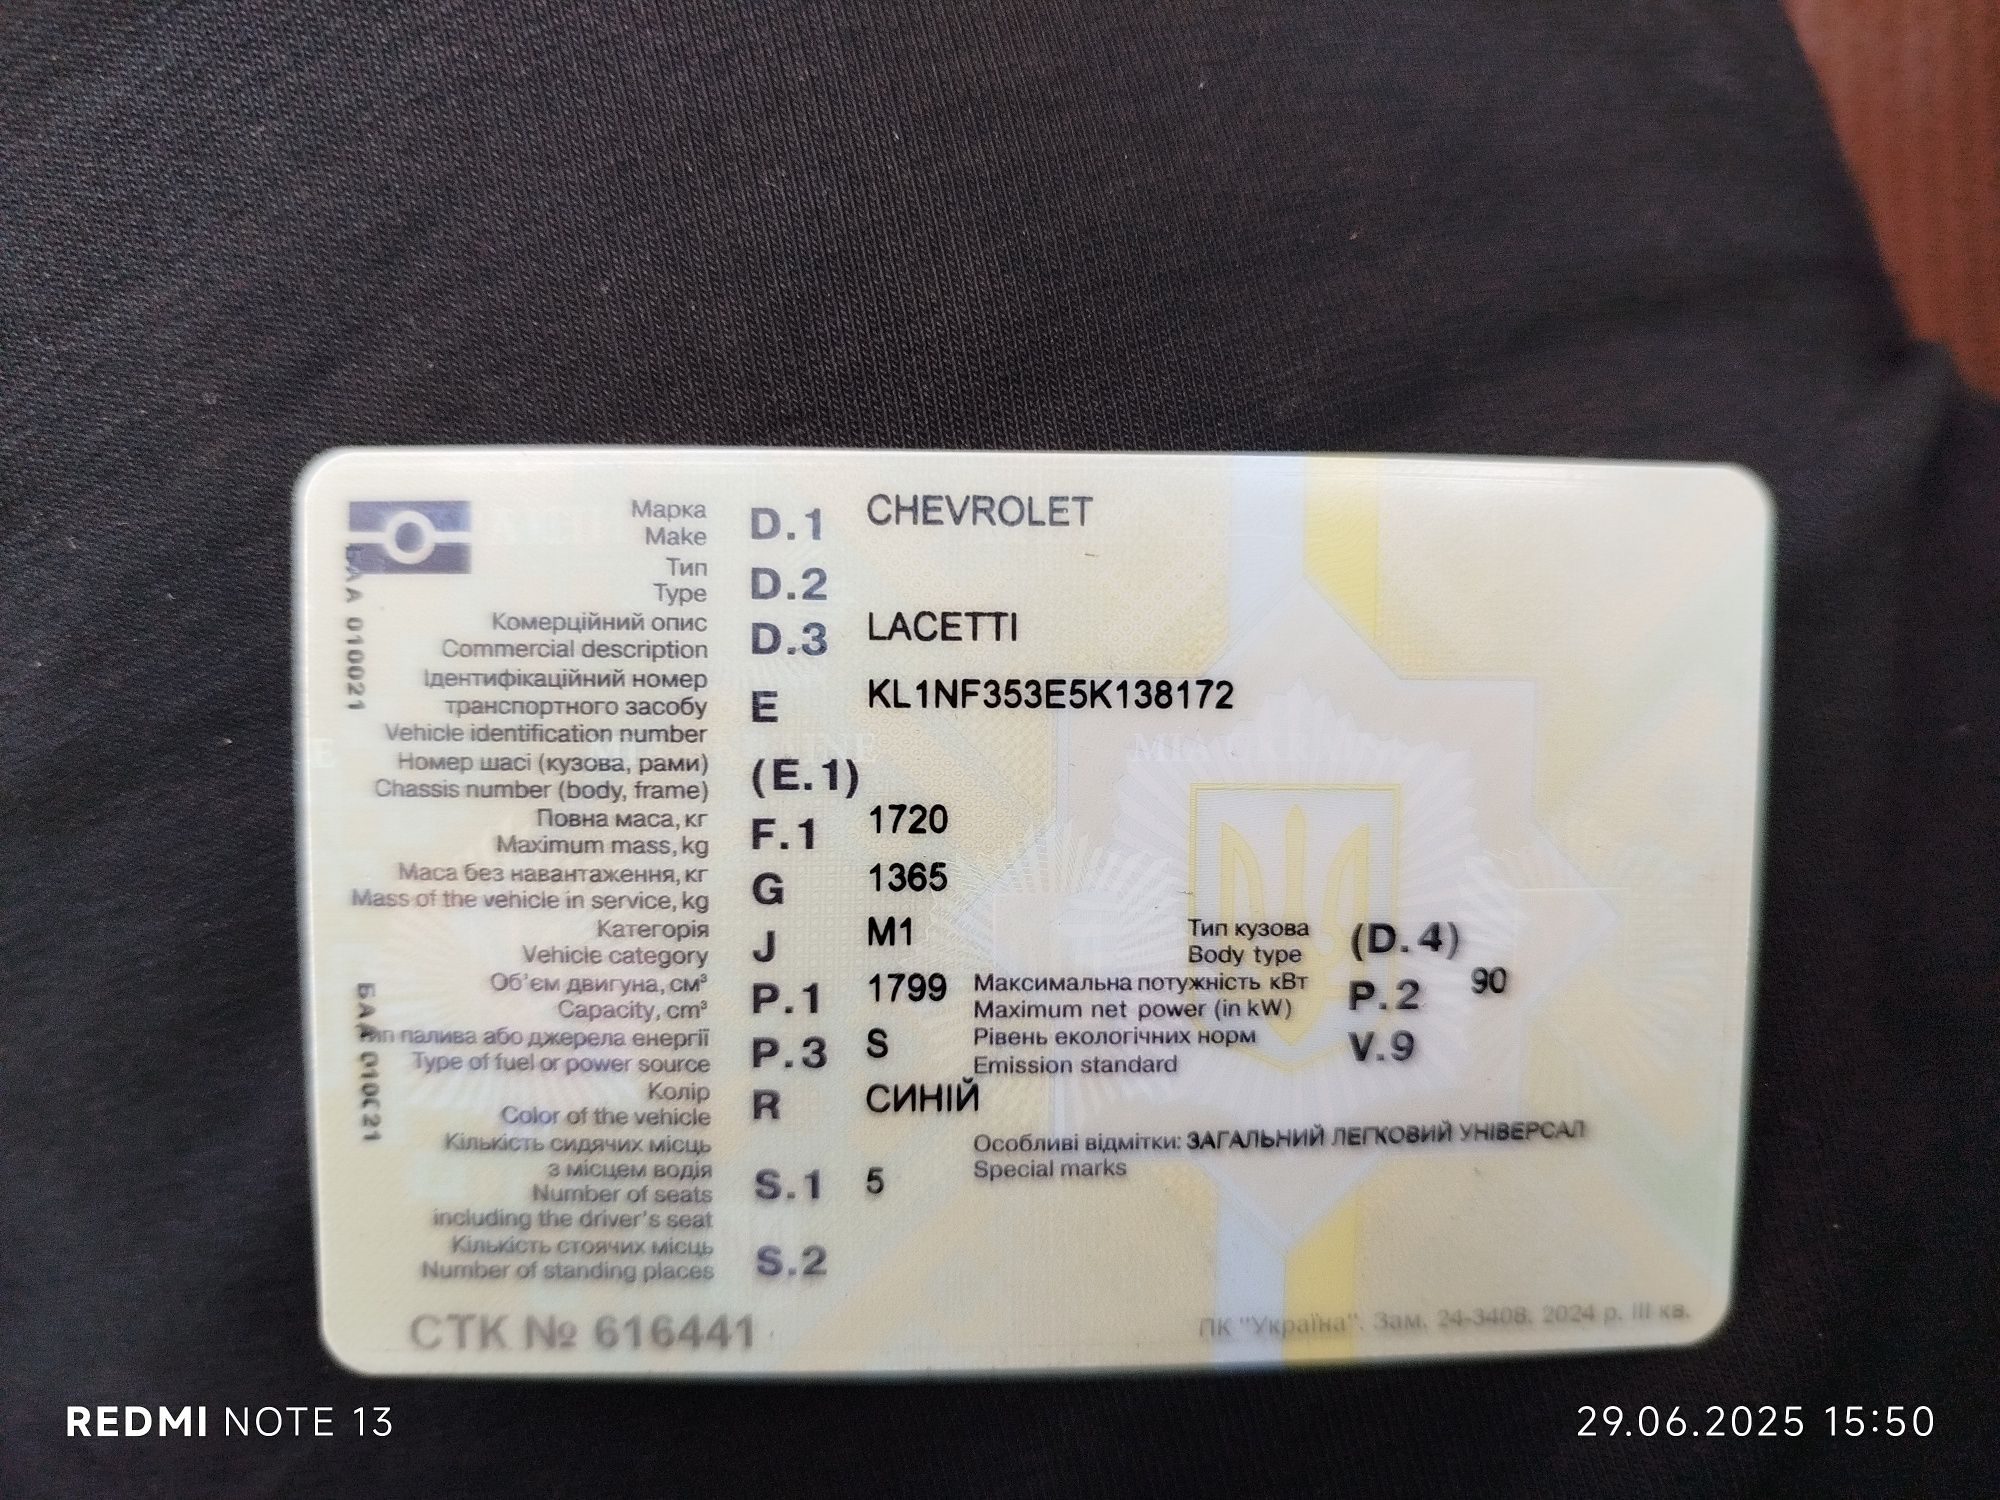 Марка
Make
D.1
CHEVROLET
Тип
Type
D.2
Комерційний опис
Commercial description
D.3
LACETTI
Ідентифікаційний номер
транспортного засобу
Vehicle identification number
E
KL1NF353E5K138172
Номер шасі (кузова, рами)
Chassis number (body, frame)
(E.1)
Повна маса, кг
Maximum mass, kg
F.1
1720
Маса без навантаження, кг
Mass of the vehicle in service, kg
G
1365
Категорія
Vehicle category
J
M1
Тип кузова
Body type
(D.4)
Об'єм двигуна, см³
Capacity, cm³
P.1
1799
Максимальна потужність кВт
Maximum net power (in kW)
P.2
90
палива або джерела енергії
Type of fuel or power source
P.3
S
Рівень екологічних норм
Emission standard
V.9
Колір
Color of the vehicle
R
СИНІЙ
Кількість сидячих місць
з місцем водія
Number of seats
including the driver's seat
S.1
5
Особливі відмітки: ЗАГАЛЬНИЙ ЛЕГКОВИЙ УНІВЕРСАЛ
Special marks
Кількість стоячих місць
Number of standing places
S.2
СТК № 616441
ПК "Україна". Зам. 24-3408. 2024 р. III кв.
БАА 010021
БАА 010021
REDMI NOTE 13
29.06.2025 15:50